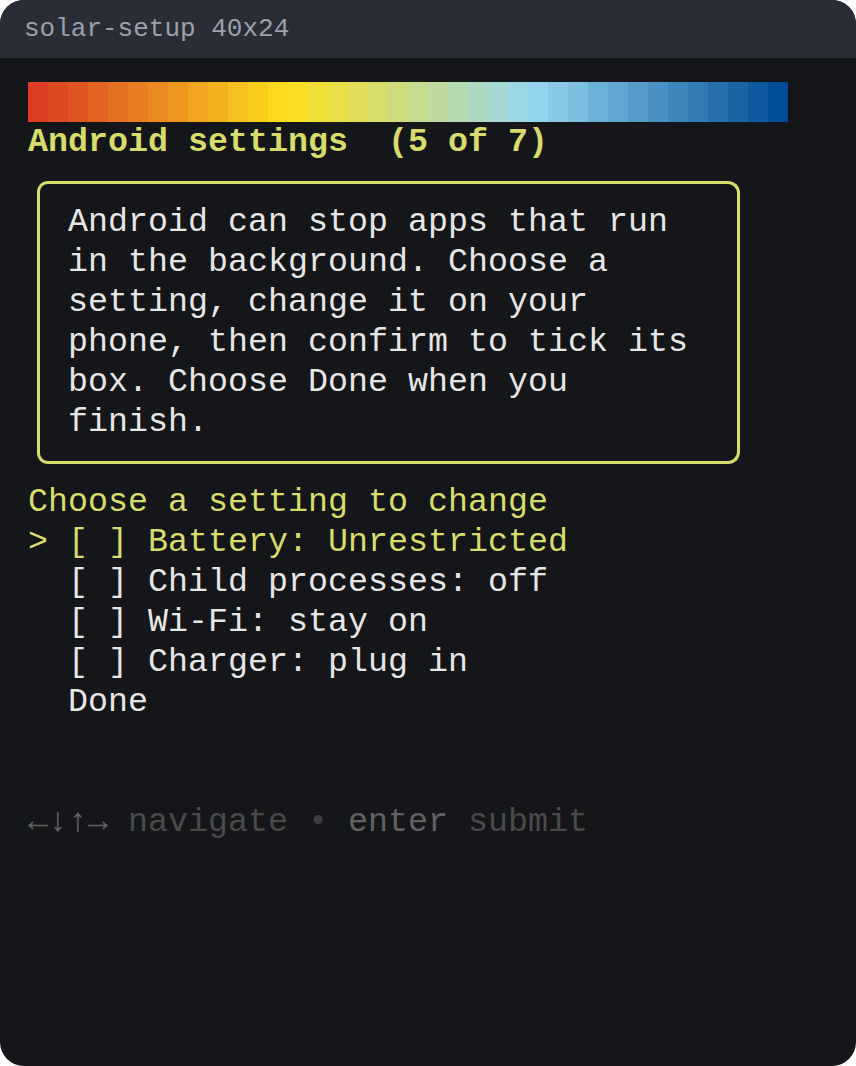 solar-setup 40x24
Android settings  (5 of 7)
Android can stop apps that run
in the background. Choose a
setting, change it on your
phone, then confirm to tick its
box. Choose Done when you
finish.
Choose a setting to change
> [ ] Battery: Unrestricted
[ ] Child processes: off
[ ] Wi-Fi: stay on
[ ] Charger: plug in
Done
←↓↑→ navigate • enter submit